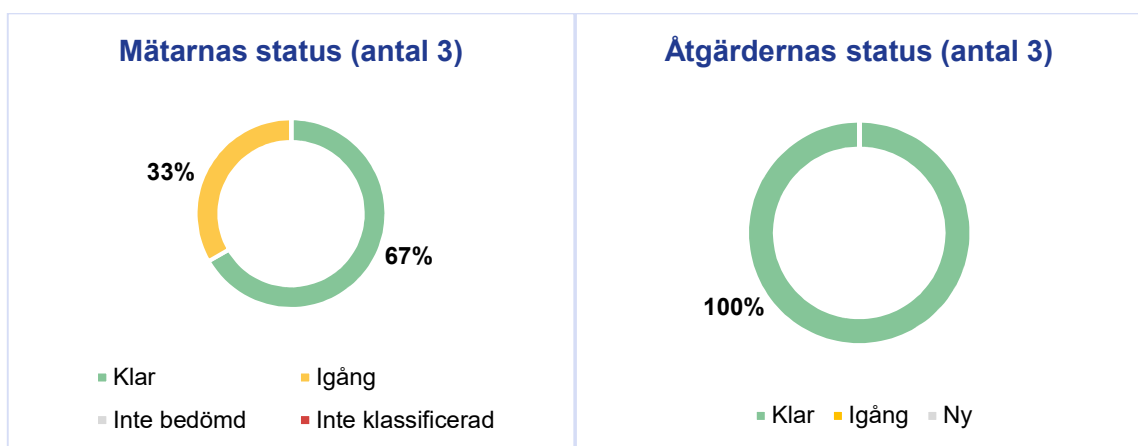 Mätarnas status (antal 3)
33%
67%
Klar
Igång
Inte bedömd
Inte klassificerad
Åtgärdernas status (antal 3)
100%
Klar Igång Ny